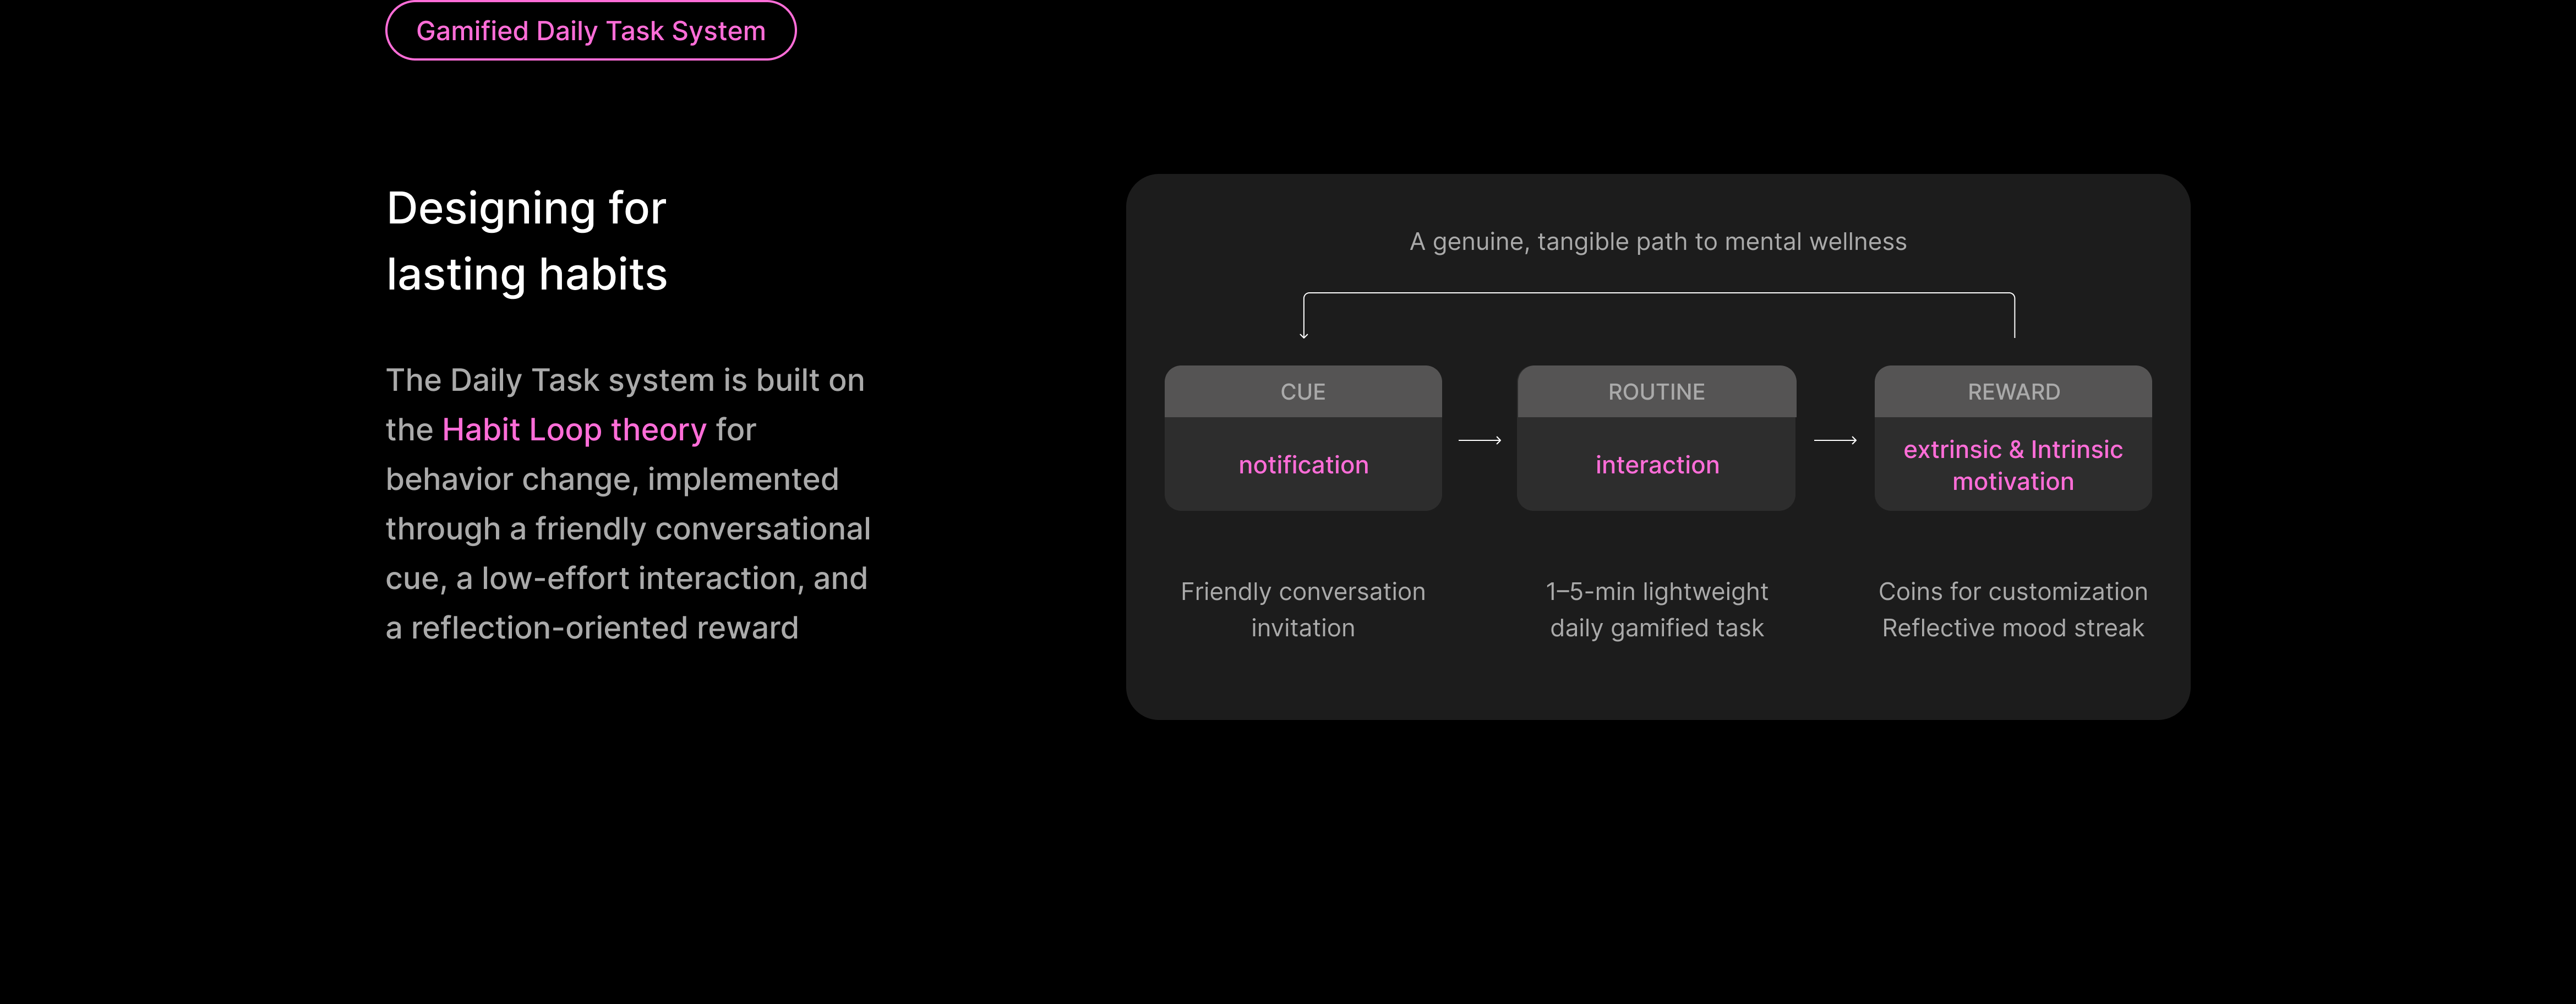 Gamified Daily Task System
Designing for
lasting habits
The Daily Task system is built on
the Habit Loop theory for
behavior change, implemented
through a friendly conversational
cue, a low-effort interaction, and
a reflection-oriented reward
A genuine, tangible path to mental wellness
CUE
notification
Friendly conversation
invitation
ROUTINE
interaction
1–5-min lightweight
daily gamified task
REWARD
extrinsic & Intrinsic
motivation
Coins for customization
Reflective mood streak